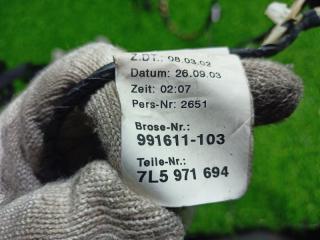 Z.DT.: 08.03.02
Datum: 26.09.03
Zeit: 02:07
Pers-Nr: 2651
Brose-Nr.:
991611-103
Teile-Nr.:
7L5 971 694